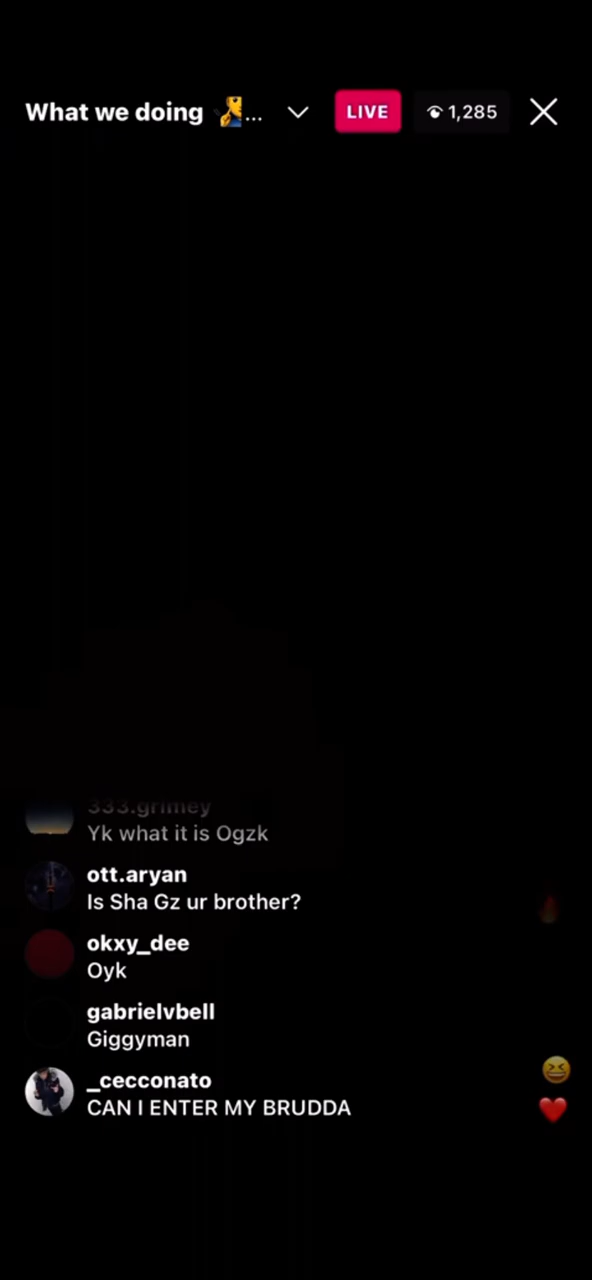 What we doing 🧏‍♂️...
LIVE
1,285
333.grimey
Yk what it is Ogzk
ott.aryan
Is Sha Gz ur brother?
okxy_dee
Oyk
gabrielvbell
Giggyman
_cecconato
CAN I ENTER MY BRUDDA